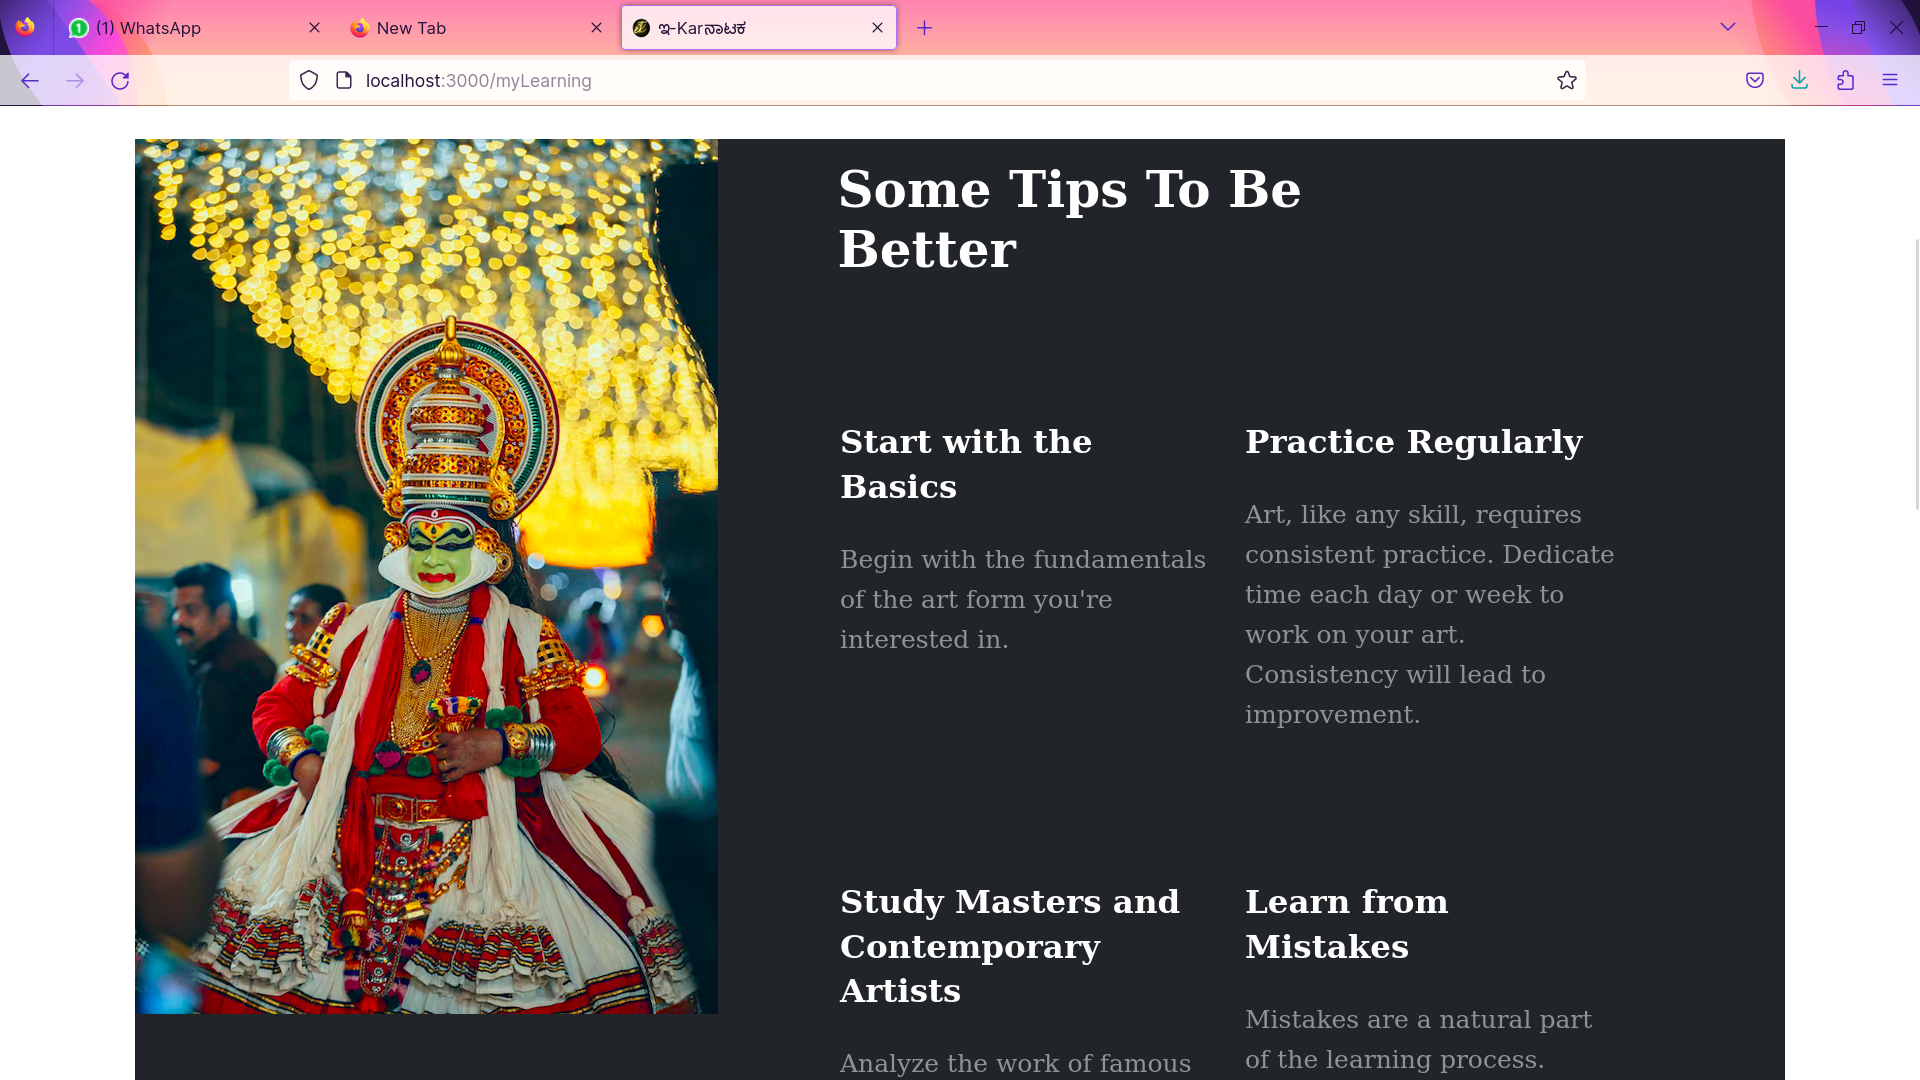 (1) WhatsApp
New Tab
ಇ-Karನಾಟಕ
localhost:3000/myLearning
Some Tips To Be
Better
Start with the
Basics
Begin with the fundamentals
of the art form you're
interested in.
Practice Regularly
Art, like any skill, requires
consistent practice. Dedicate
time each day or week to
work on your art.
Consistency will lead to
improvement.
Study Masters and
Contemporary
Artists
Analyze the work of famous
Learn from
Mistakes
Mistakes are a natural part
of the learning process.